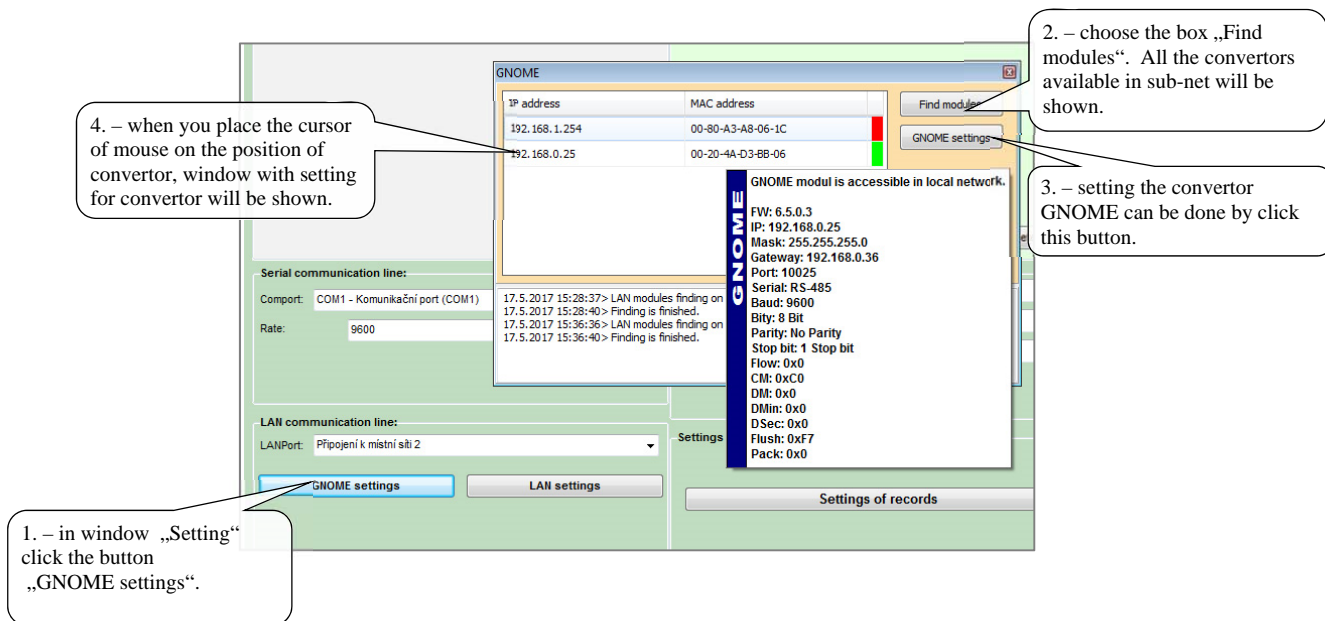 2. – choose the box „Find
modules“. All the convertors
available in sub-net will be
shown.
GNOME
IP address MAC address
192.168.1.254 00-80-A3-A8-06-1C
192.168.0.25 00-20-4A-D3-BB-06
Find modules
GNOME settings
4. – when you place the cursor
of mouse on the position of
convertor, window with setting
for convertor will be shown.
3. – setting the convertor
GNOME can be done by click
this button.
GNOME
GNOME modul is accessible in local network.
FW: 6.5.0.3
IP: 192.168.0.25
Mask: 255.255.255.0
Gateway: 192.168.0.36
Port: 10025
Serial: RS-485
Baud: 9600
Bity: 8 Bit
Parity: No Parity
Stop bit: 1 Stop bit
Flow: 0x0
CM: 0xC0
DM: 0x0
DMin: 0x0
DSec: 0x0
Flush: 0xF7
Pack: 0x0
17.5.2017 15:28:37> LAN modules finding on
17.5.2017 15:28:40> Finding is finished.
17.5.2017 15:36:36> LAN modules finding on
17.5.2017 15:36:40> Finding is finished.
Serial communication line:
Comport: COM1 - Komunikační port (COM1)
Rate: 9600
LAN communication line:
LANPort: Připojení k místní síti 2
GNOME settings LAN settings
Settings
Settings of records
1. – in window „Setting“
click the button
„GNOME settings“.